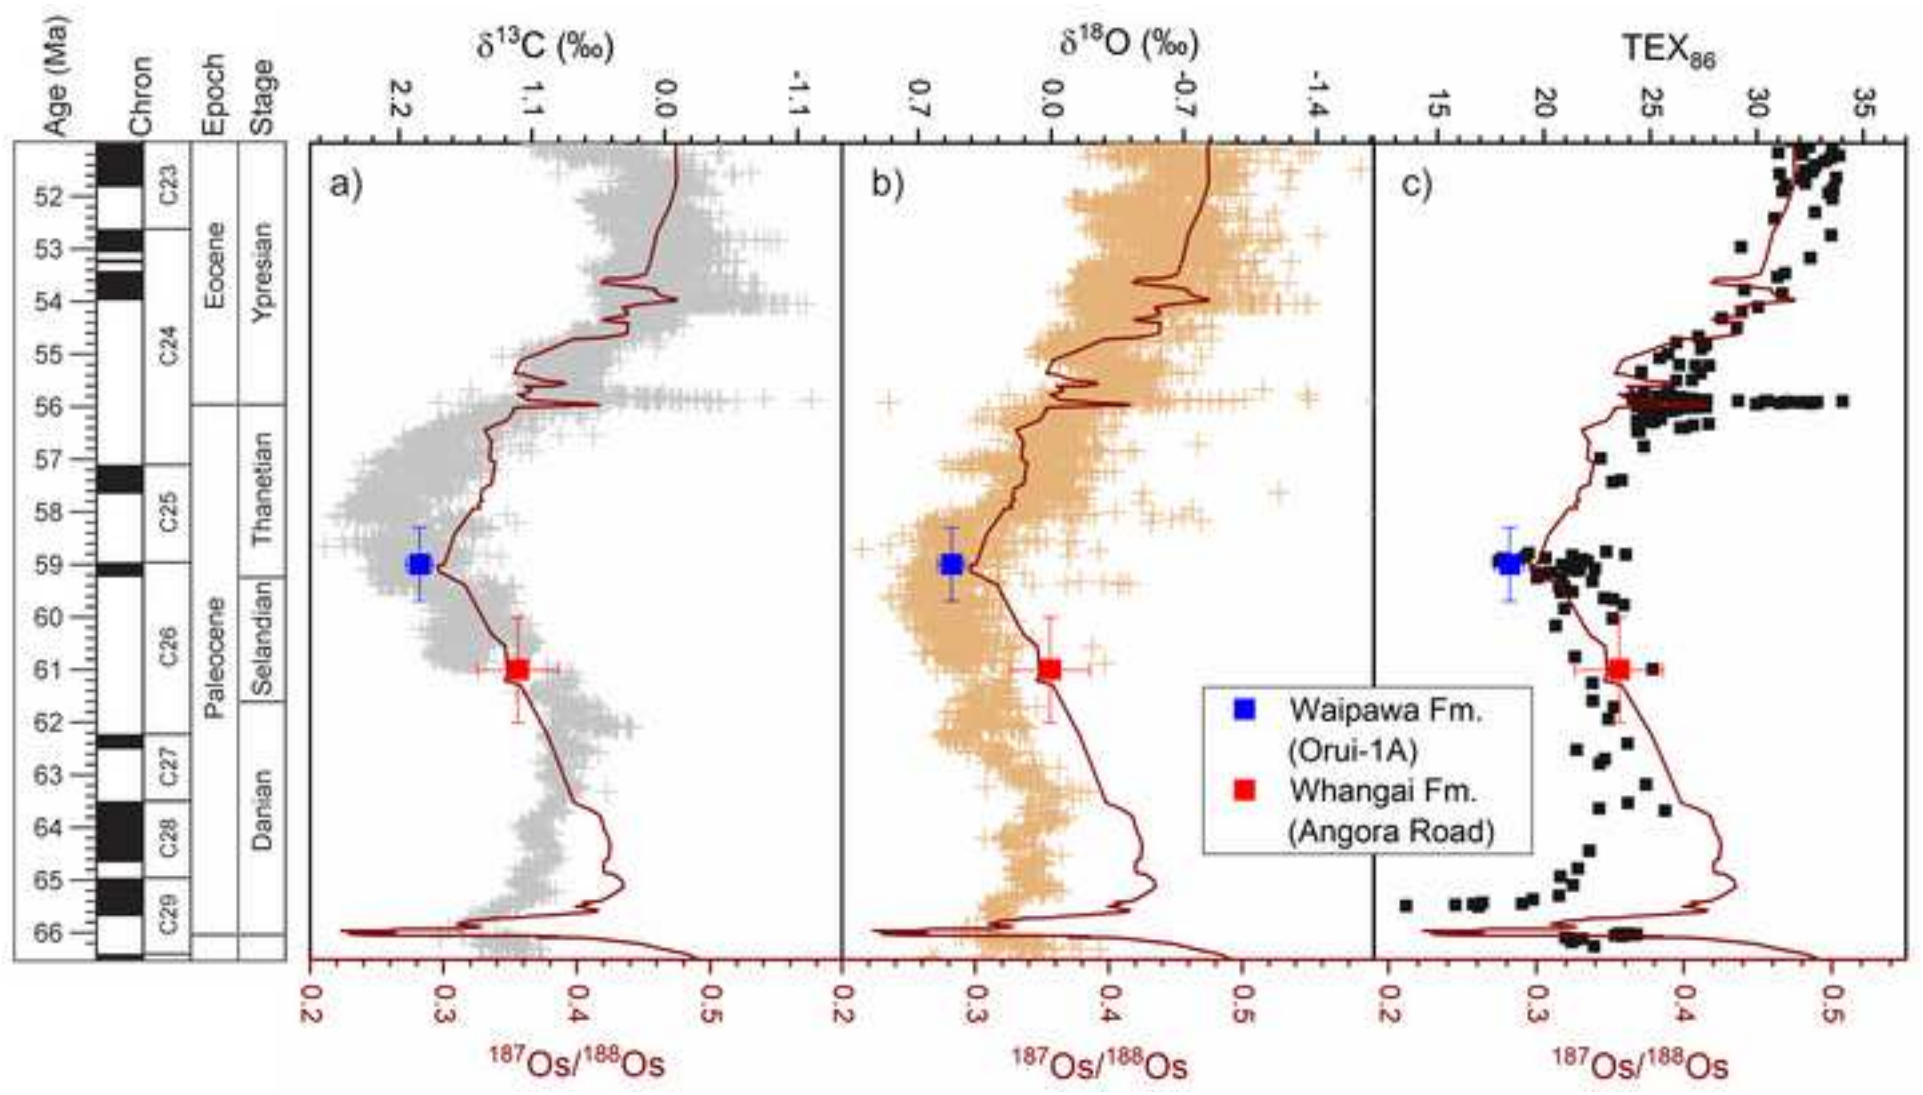 Age (Ma)
Chron
Epoch
Stage
δ¹³C (‰)
δ¹⁸O (‰)
TEX₈₆
2.2 1.1 0.0 -1.1
0.7 0.0 -0.7 -1.4
15 20 25 30 35
a)
b)
c)
52
53
54
55
56
57
58
59
60
61
62
63
64
65
66
C23
C24
C25
C26
C27
C28
C29
Eocene
Paleocene
Ypresian
Thanetian
Selandian
Danian
Waipawa Fm.
(Orui-1A)
Whangai Fm.
(Angora Road)
0.2 0.3 0.4 0.5
0.2 0.3 0.4 0.5
0.2 0.3 0.4 0.5
¹⁸⁷Os/¹⁸⁸Os
¹⁸⁷Os/¹⁸⁸Os
¹⁸⁷Os/¹⁸⁸Os